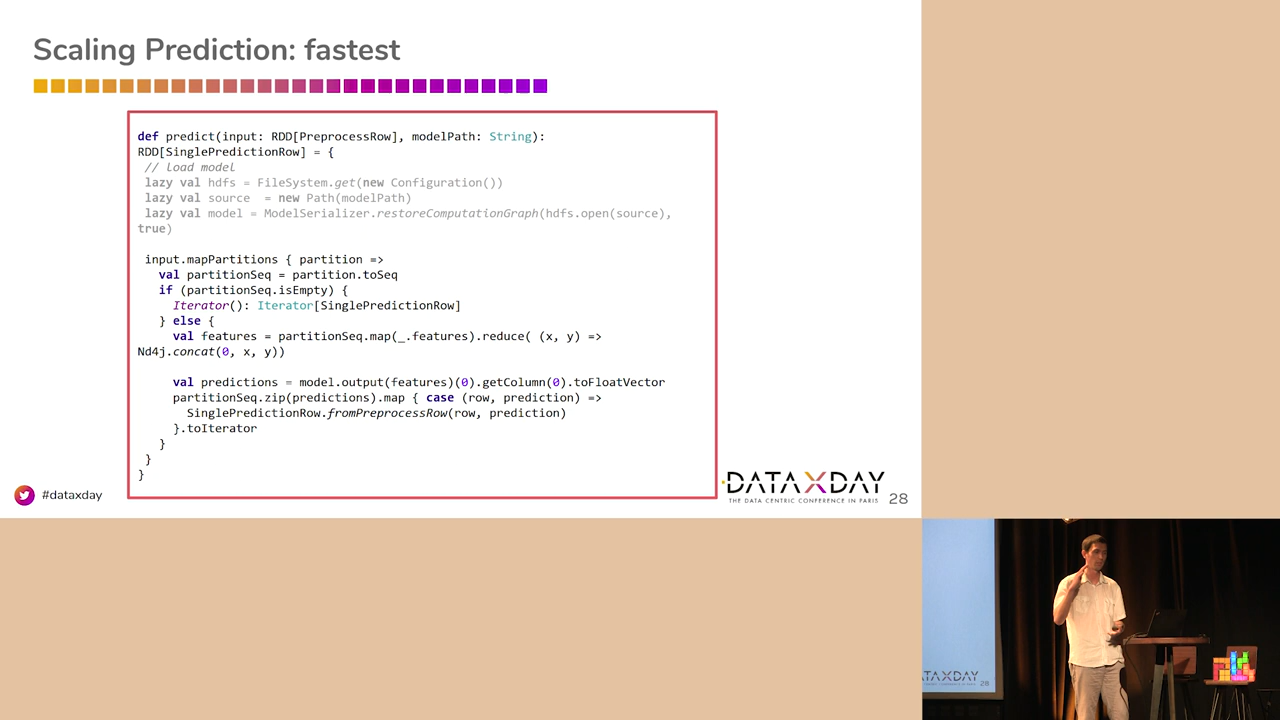 Scaling Prediction: fastest
def predict(input: RDD[PreprocessRow], modelPath: String):
RDD[SinglePredictionRow] = {
// load model
lazy val hdfs = FileSystem.get(new Configuration())
lazy val source  = new Path(modelPath)
lazy val model = ModelSerializer.restoreComputationGraph(hdfs.open(source),
true)
input.mapPartitions { partition =>
val partitionSeq = partition.toSeq
if (partitionSeq.isEmpty) {
Iterator(): Iterator[SinglePredictionRow]
} else {
val features = partitionSeq.map(_.features).reduce( (x, y) =>
Nd4j.concat(0, x, y))
val predictions = model.output(features)(0).getColumn(0).toFloatVector
partitionSeq.zip(predictions).map { case (row, prediction) =>
SinglePredictionRow.fromPreprocessRow(row, prediction)
}.toIterator
}
}
}
#dataxday
DATAXDAY
THE DATA CENTRIC CONFERENCE IN PARIS
28
TAXDAY
28